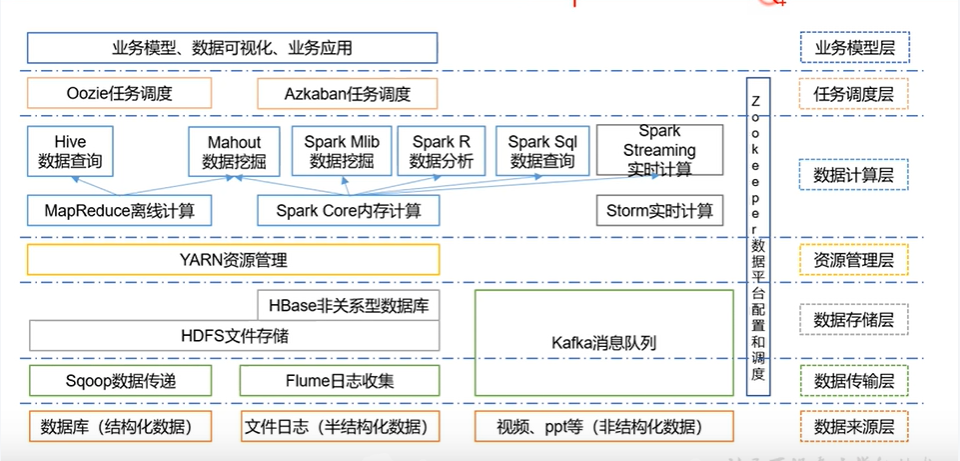 业务模型、数据可视化、业务应用
业务模型层
Oozie任务调度
Azkaban任务调度
任务调度层
Hive
数据查询
Mahout
数据挖掘
Spark Mlib
数据挖掘
Spark R
数据分析
Spark Sql
数据查询
Spark
Streaming
实时计算
数据计算层
MapReduce离线计算
Spark Core内存计算
Storm实时计算
Zookeeper数据平台配置和调度
YARN资源管理
资源管理层
HBase非关系型数据库
HDFS文件存储
Kafka消息队列
数据存储层
Sqoop数据传递
Flume日志收集
数据传输层
数据库（结构化数据）
文件日志（半结构化数据）
视频、ppt等（非结构化数据）
数据来源层